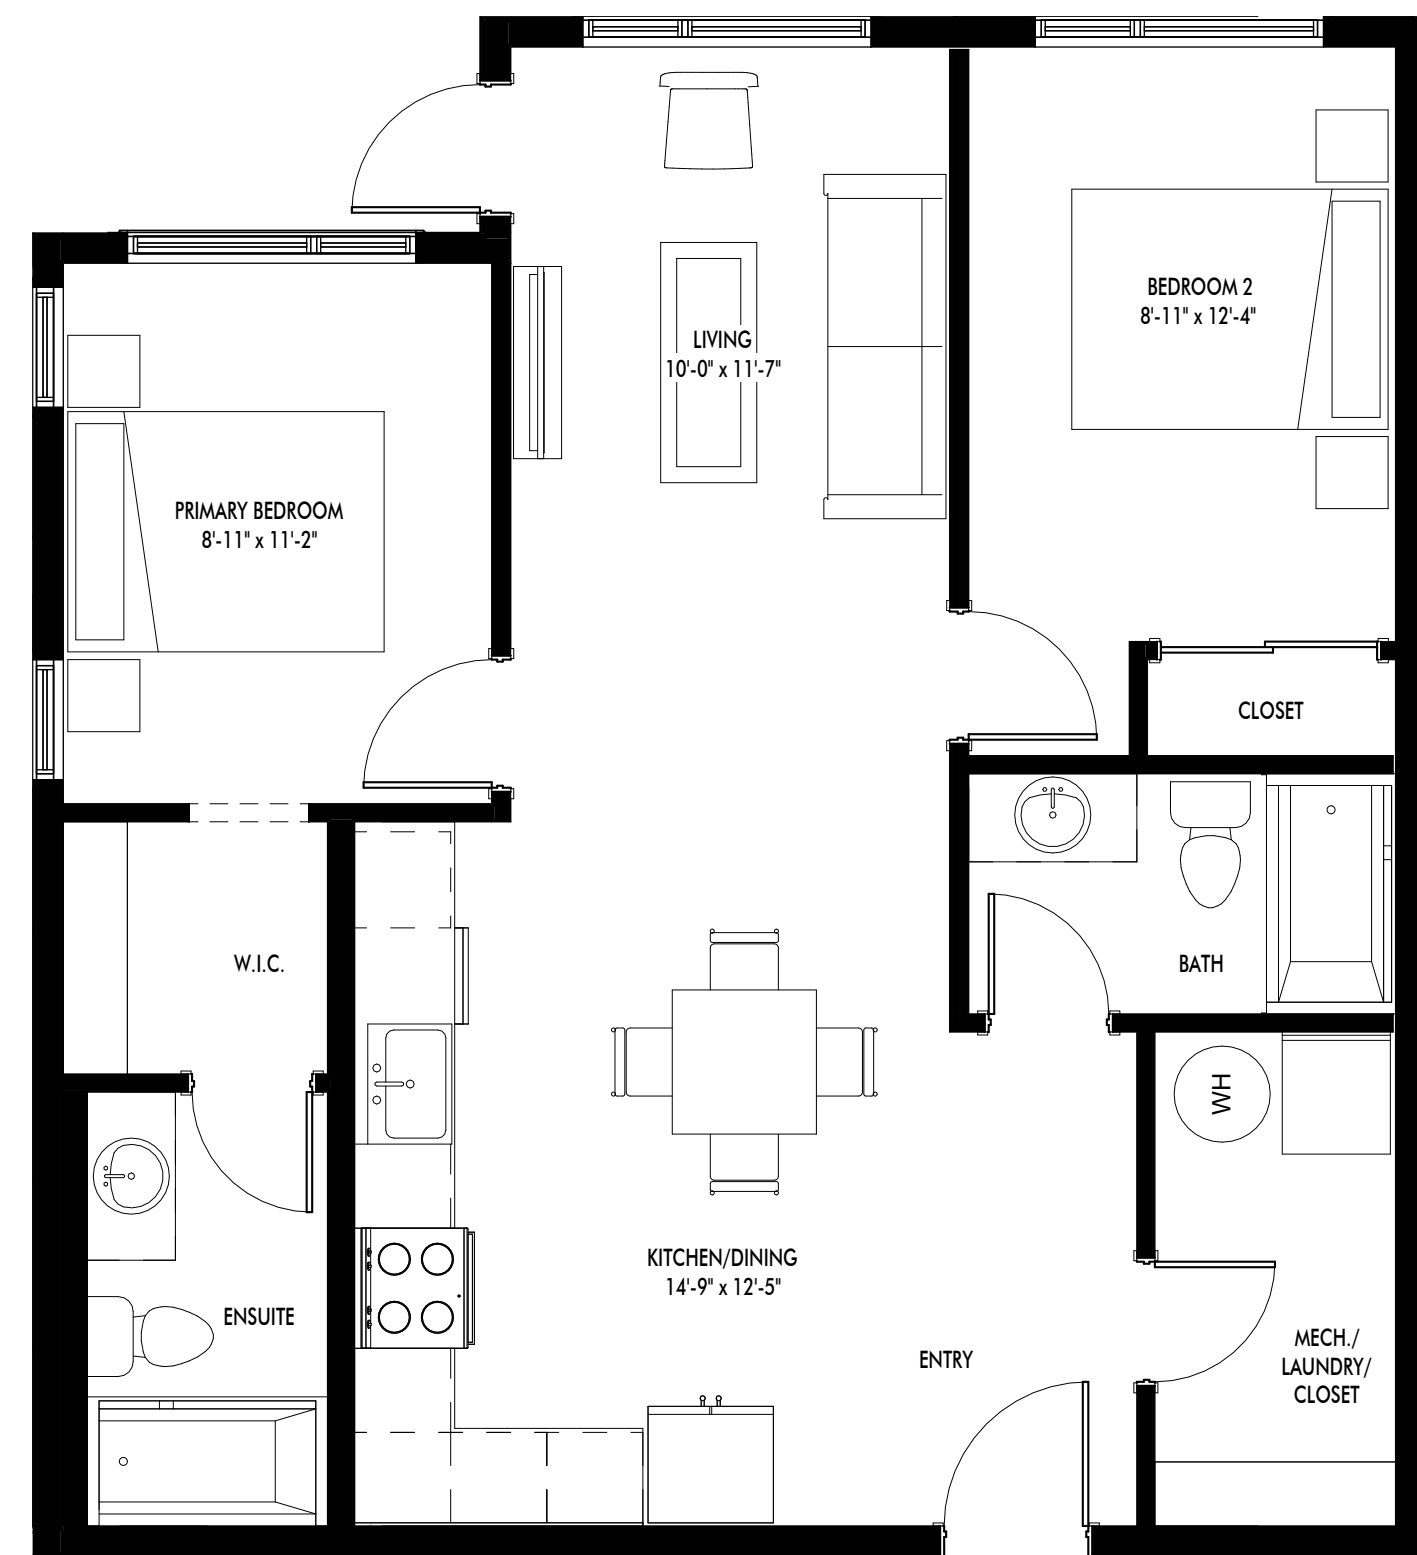 BEDROOM 2
8'-11" x 12'-4"
LIVING
10'-0" x 11'-7"
PRIMARY BEDROOM
8'-11" x 11'-2"
CLOSET
W.I.C.
BATH
WH
KITCHEN/DINING
14'-9" x 12'-5"
ENSUITE
ENTRY
MECH./
LAUNDRY/
CLOSET